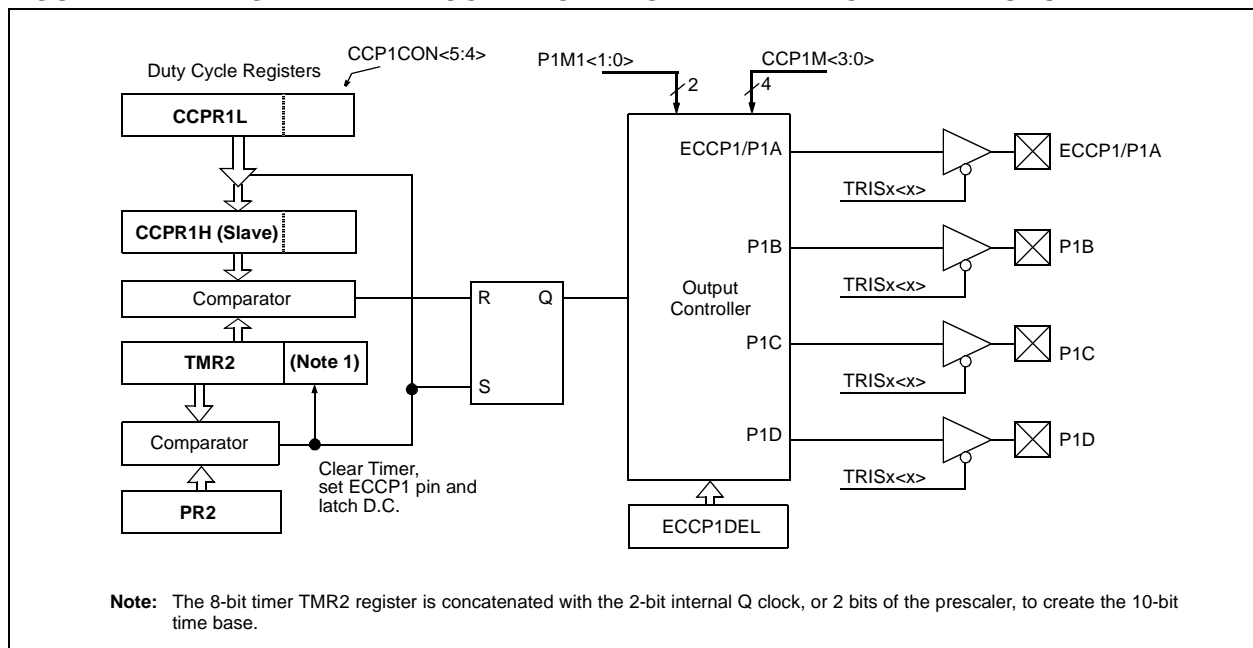 CCP1CON<5:4>
Duty Cycle Registers
CCPR1L
CCPR1H (Slave)
Comparator
TMR2
(Note 1)
Comparator
PR2
Clear Timer,
set ECCP1 pin and
latch D.C.
R
Q
S
P1M1<1:0>
2
CCP1M<3:0>
4
ECCP1/P1A
P1B
Output
Controller
P1C
P1D
ECCP1DEL
TRISx<x>
ECCP1/P1A
TRISx<x>
P1B
TRISx<x>
P1C
TRISx<x>
P1D
Note: The 8-bit timer TMR2 register is concatenated with the 2-bit internal Q clock, or 2 bits of the prescaler, to create the 10-bit
time base.